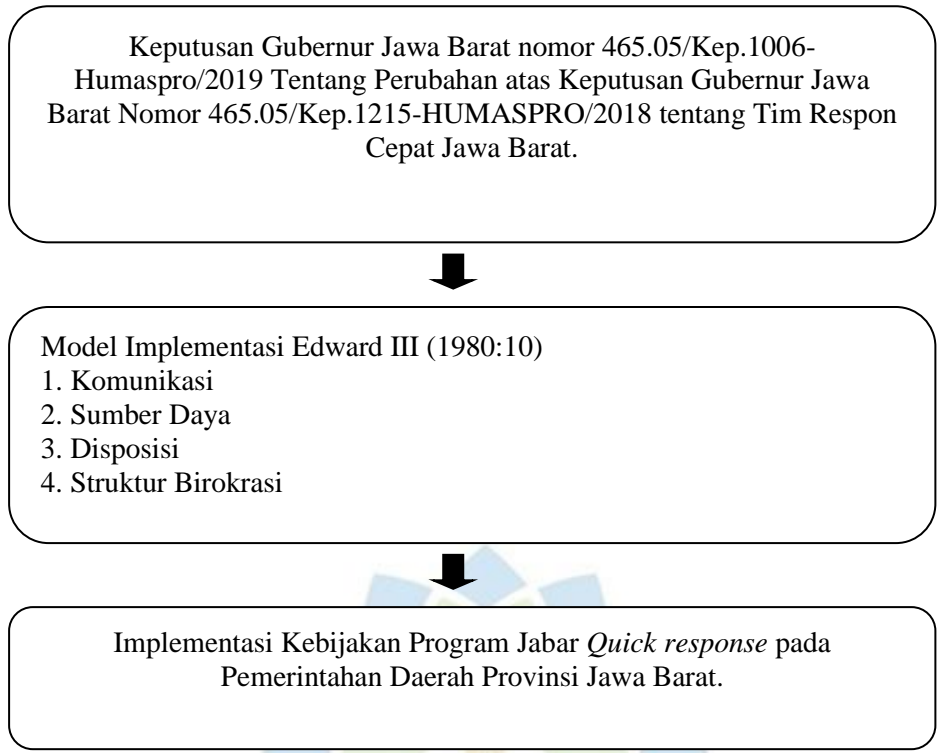 Keputusan Gubernur Jawa Barat nomor 465.05/Kep.1006-
Humaspro/2019 Tentang Perubahan atas Keputusan Gubernur Jawa
Barat Nomor 465.05/Kep.1215-HUMASPRO/2018 tentang Tim Respon
Cepat Jawa Barat.
Model Implementasi Edward III (1980:10)
1. Komunikasi
2. Sumber Daya
3. Disposisi
4. Struktur Birokrasi
Implementasi Kebijakan Program Jabar Quick response pada
Pemerintahan Daerah Provinsi Jawa Barat.